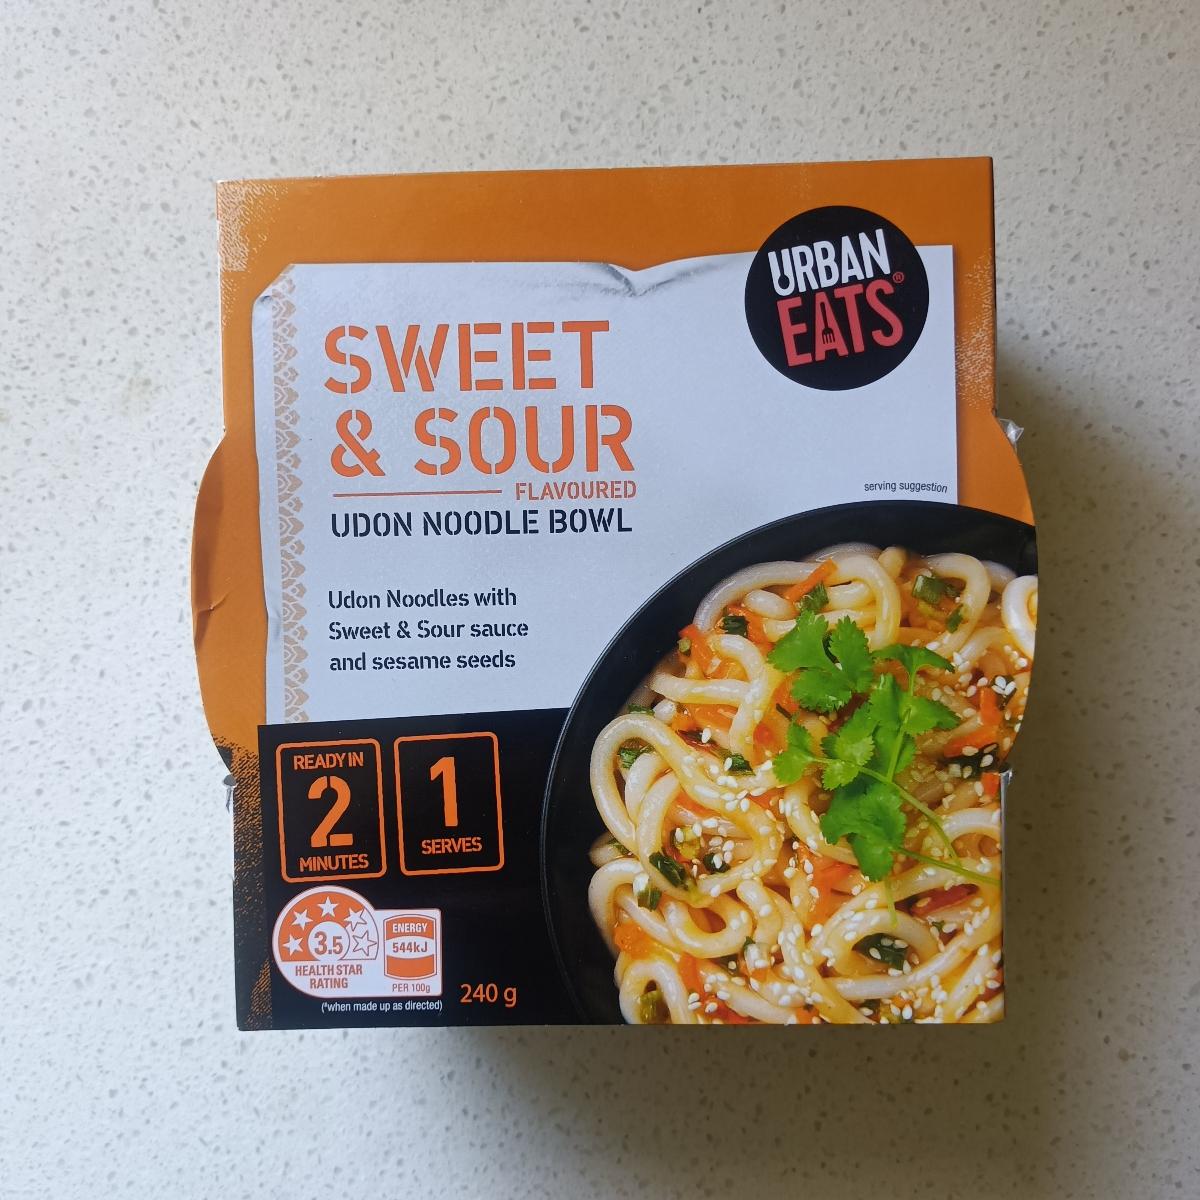 URBAN
EATS®
SWEET
& SOUR
FLAVOURED
UDON NOODLE BOWL
serving suggestion
Udon Noodles with
Sweet & Sour sauce
and sesame seeds
READY IN
2
MINUTES
1
SERVES
3.5
HEALTH STAR
RATING
ENERGY
544kJ
PER 100g
(*when made up as directed)
240 g